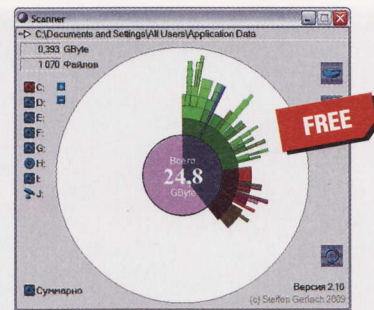 Scanner
C:\Documents and Settings\All Users\Application Data
0,393 GByte
1 070 Файлов
C:
D:
E:
F:
G:
H:
I:
J:
FREE
Всего
24,8
GByte
Суммарно
Версия 2.10
(c) Steffen Gerlach 2009